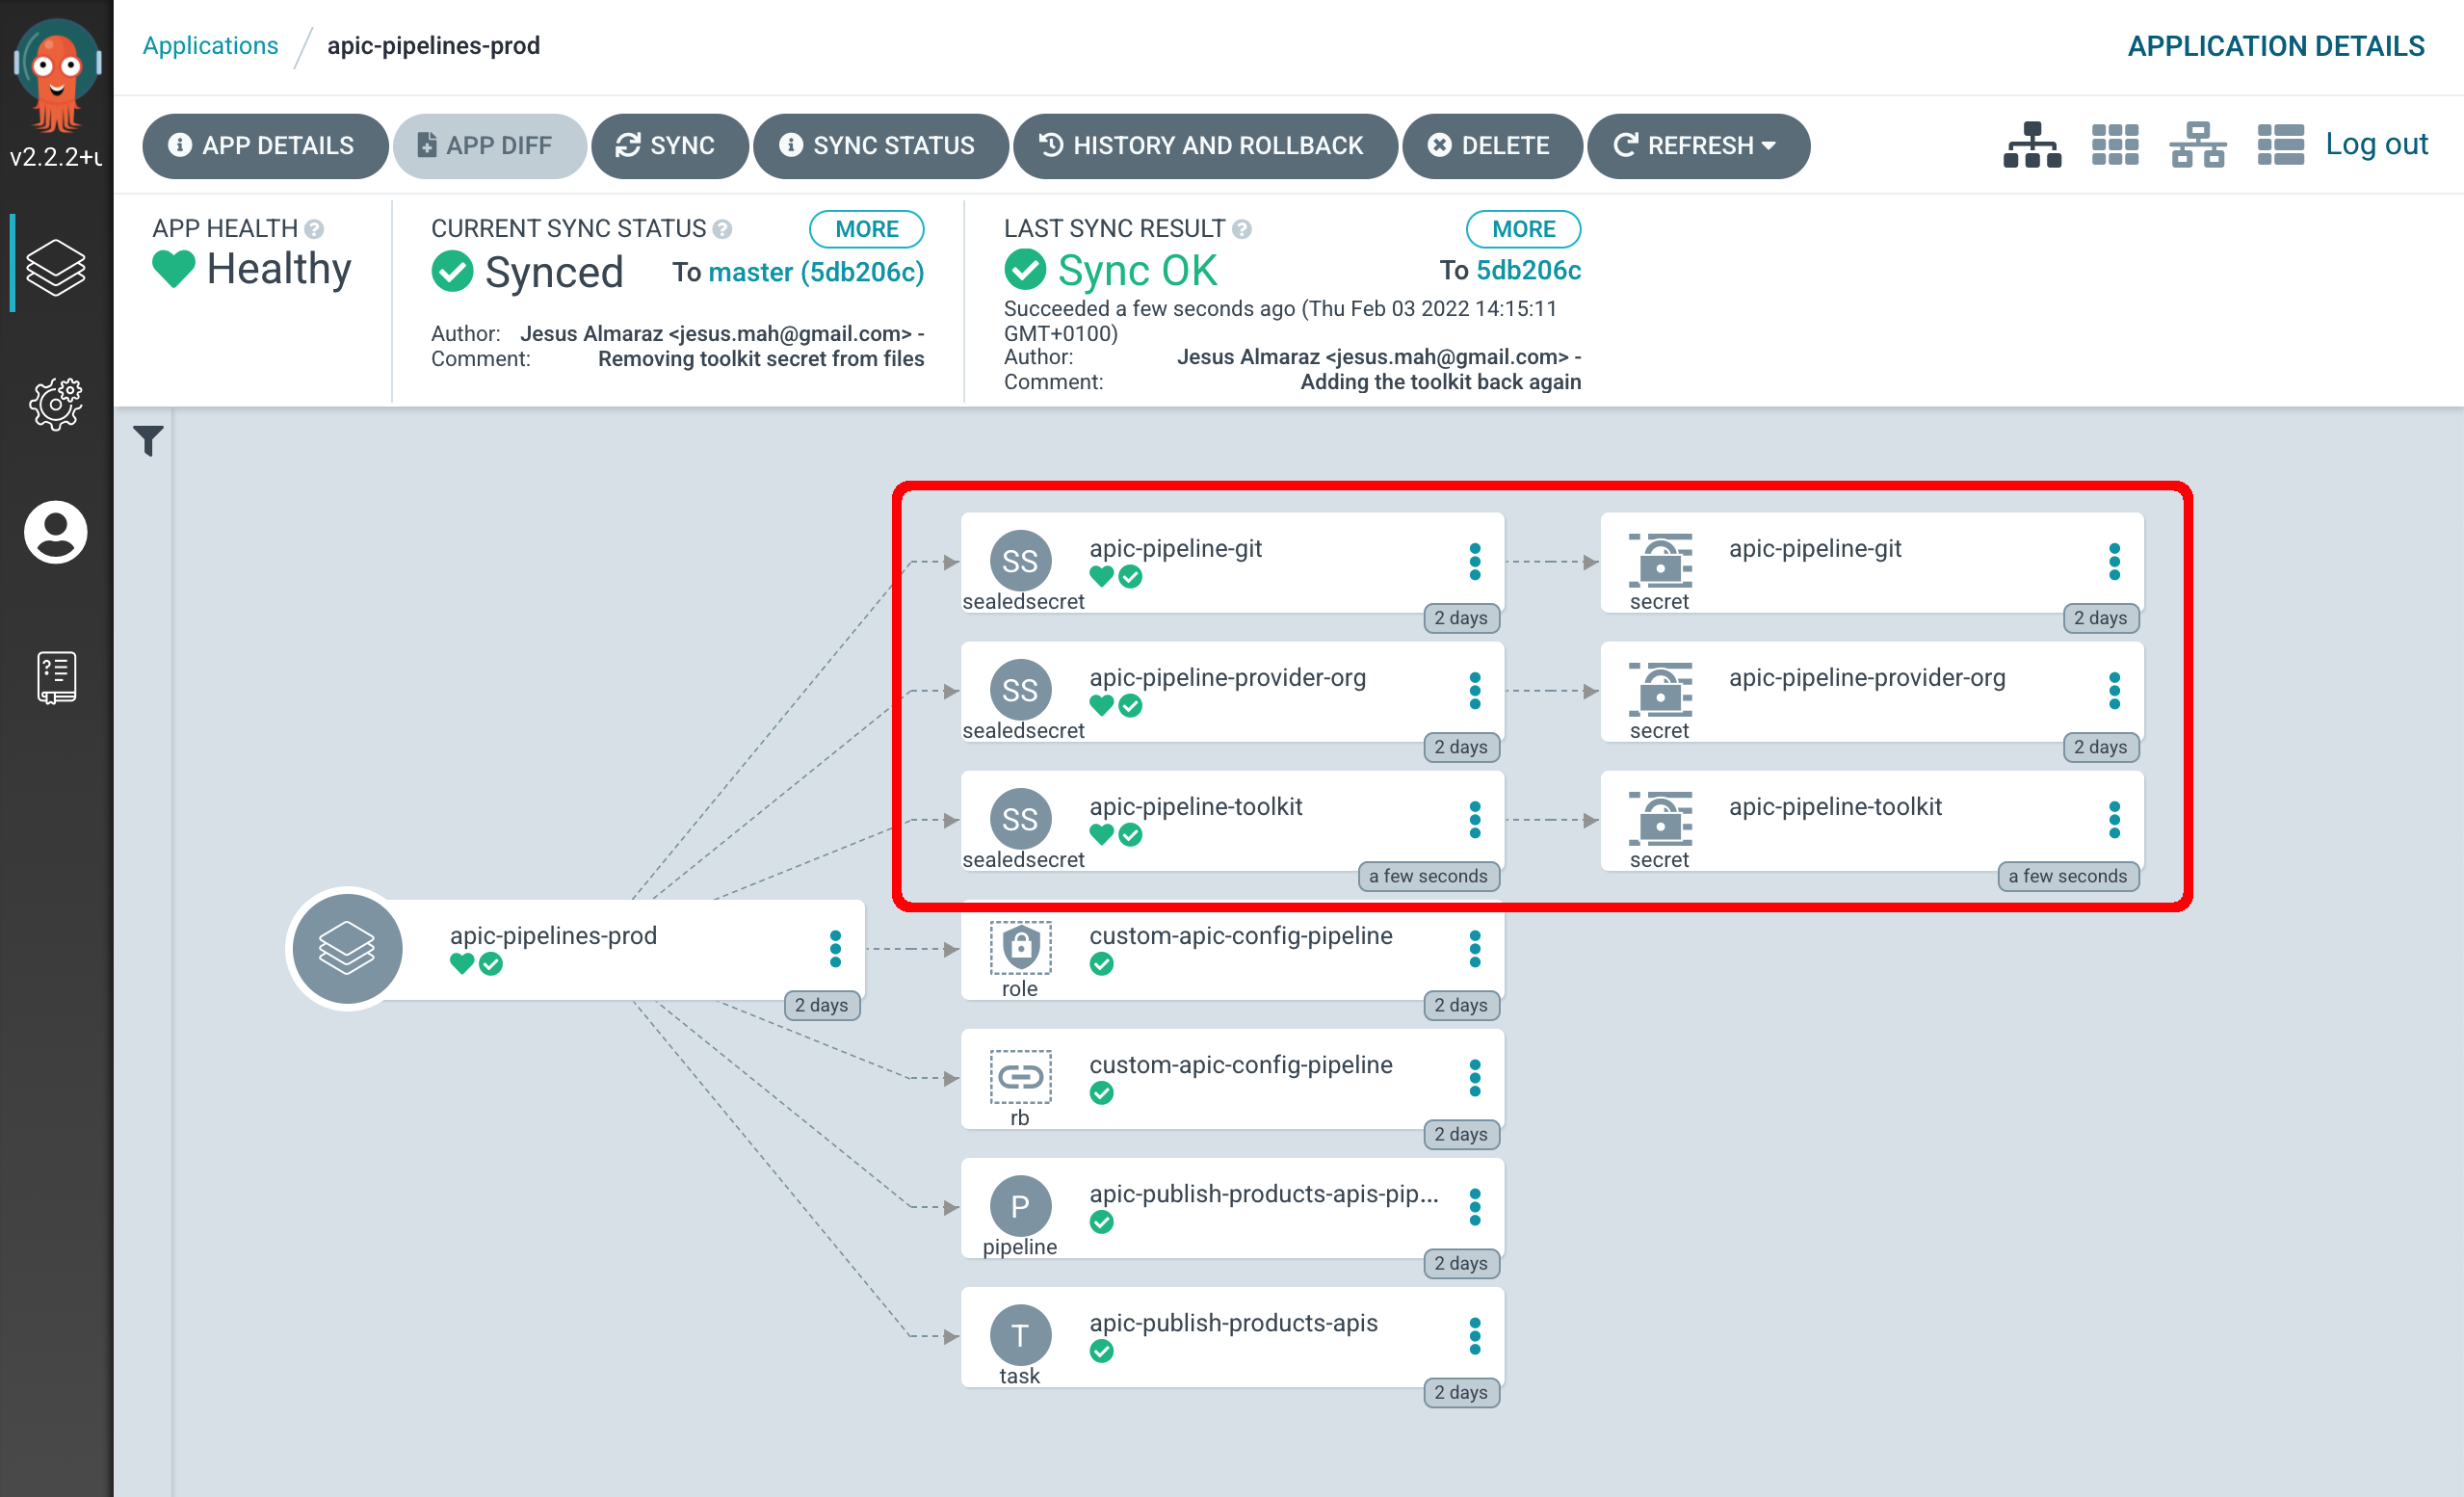 Applications / apic-pipelines-prod
APPLICATION DETAILS
v2.2.2+u
APP DETAILS
APP DIFF
SYNC
SYNC STATUS
HISTORY AND ROLLBACK
DELETE
REFRESH
Log out
APP HEALTH
Healthy
CURRENT SYNC STATUS
MORE
Synced
To master (5db206c)
Author: Jesus Almaraz <jesus.mah@gmail.com> -
Comment: Removing toolkit secret from files
LAST SYNC RESULT
MORE
Sync OK
To 5db206c
Succeeded a few seconds ago (Thu Feb 03 2022 14:15:11
GMT+0100)
Author: Jesus Almaraz <jesus.mah@gmail.com> -
Comment: Adding the toolkit back again
SS
sealedsecret
apic-pipeline-git
2 days
secret
apic-pipeline-git
2 days
SS
sealedsecret
apic-pipeline-provider-org
2 days
secret
apic-pipeline-provider-org
2 days
SS
sealedsecret
apic-pipeline-toolkit
a few seconds
secret
apic-pipeline-toolkit
a few seconds
apic-pipelines-prod
2 days
role
custom-apic-config-pipeline
2 days
rb
custom-apic-config-pipeline
2 days
P
pipeline
apic-publish-products-apis-pip...
2 days
T
task
apic-publish-products-apis
2 days